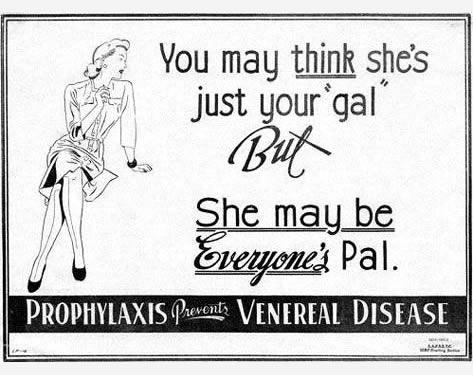 You may think she's
just your "gal"
But
She may be
Everyone's Pal.
PROPHYLAXIS Prevents VENEREAL DISEASE